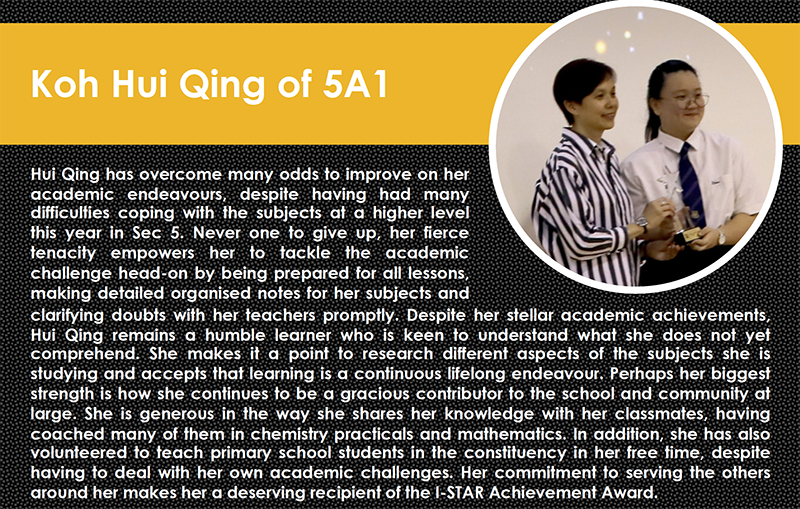 Koh Hui Qing of 5A1
Hui Qing has overcome many odds to improve on her
academic endeavours, despite having had many
difficulties coping with the subjects at a higher level
this year in Sec 5. Never one to give up, her fierce
tenacity empowers her to tackle the academic
challenge head-on by being prepared for all lessons,
making detailed organised notes for her subjects and
clarifying doubts with her teachers promptly. Despite her stellar academic achievements,
Hui Qing remains a humble learner who is keen to understand what she does not yet
comprehend. She makes it a point to research different aspects of the subjects she is
studying and accepts that learning is a continuous lifelong endeavour. Perhaps her biggest
strength is how she continues to be a gracious contributor to the school and community at
large. She is generous in the way she shares her knowledge with her classmates, having
coached many of them in chemistry practicals and mathematics. In addition, she has also
volunteered to teach primary school students in the constituency in her free time, despite
having to deal with her own academic challenges. Her commitment to serving the others
around her makes her a deserving recipient of the I-STAR Achievement Award.